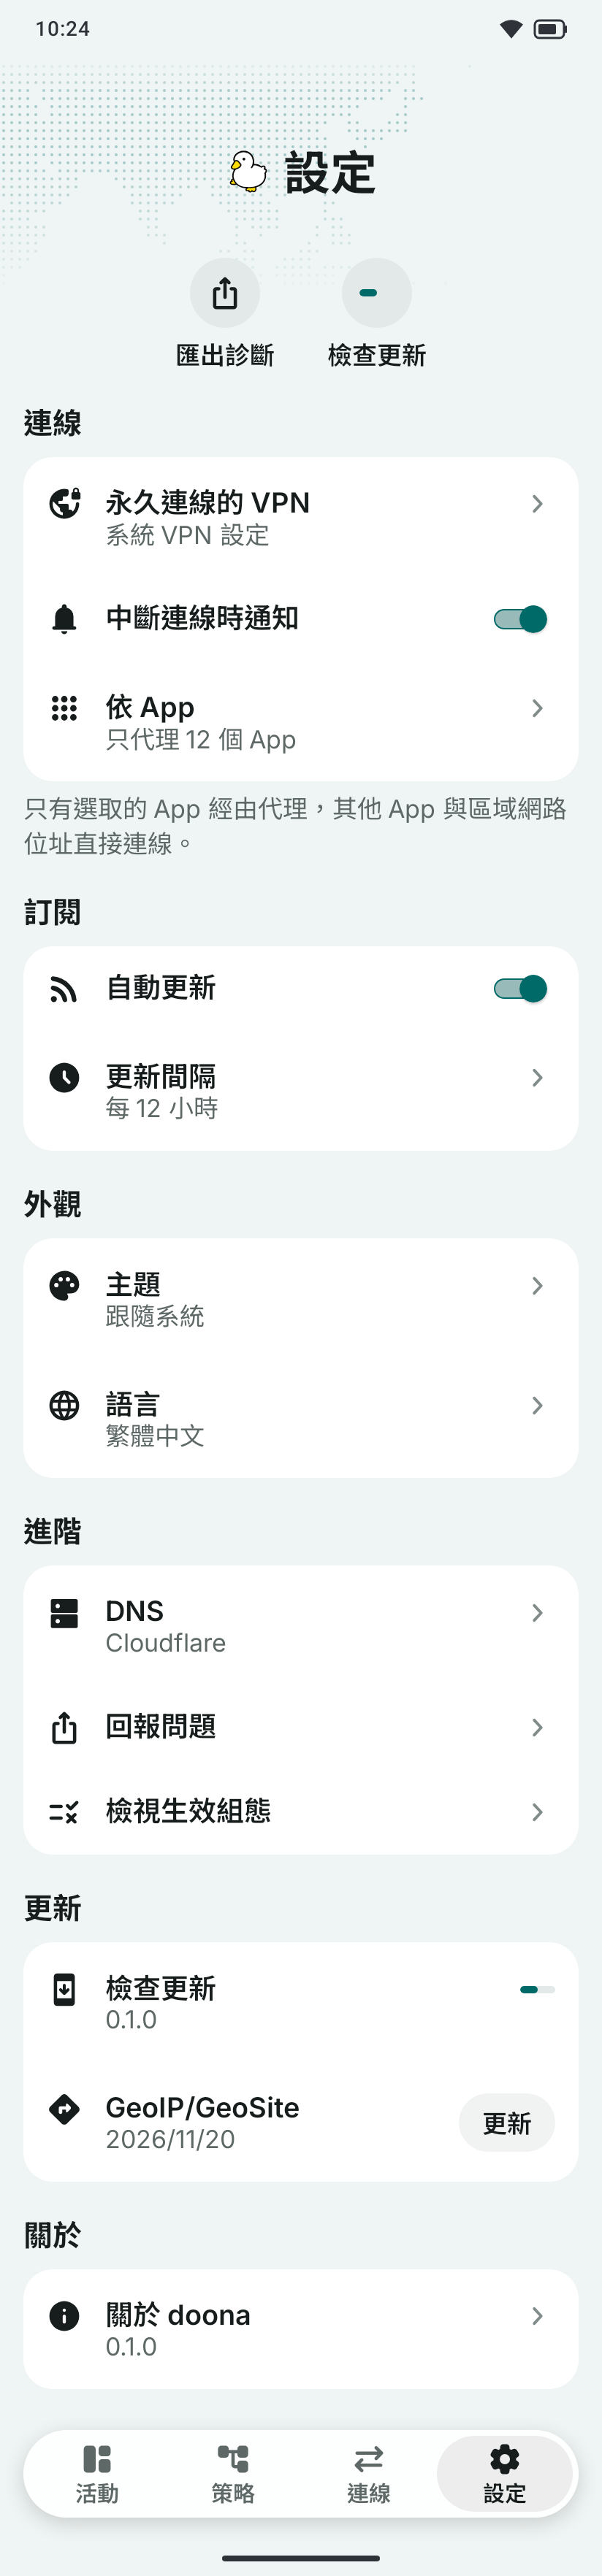 10:24
設定
匯出診斷
檢查更新
連線
永久連線的 VPN
系統 VPN 設定
中斷連線時通知
依 App
只代理 12 個 App
只有選取的 App 經由代理，其他 App 與區域網路
位址直接連線。
訂閱
自動更新
更新間隔
每 12 小時
外觀
主題
跟隨系統
語言
繁體中文
進階
DNS
Cloudflare
回報問題
檢視生效組態
更新
檢查更新
0.1.0
GeoIP/GeoSite
2026/11/20
更新
關於
關於 doona
0.1.0
活動
策略
連線
設定